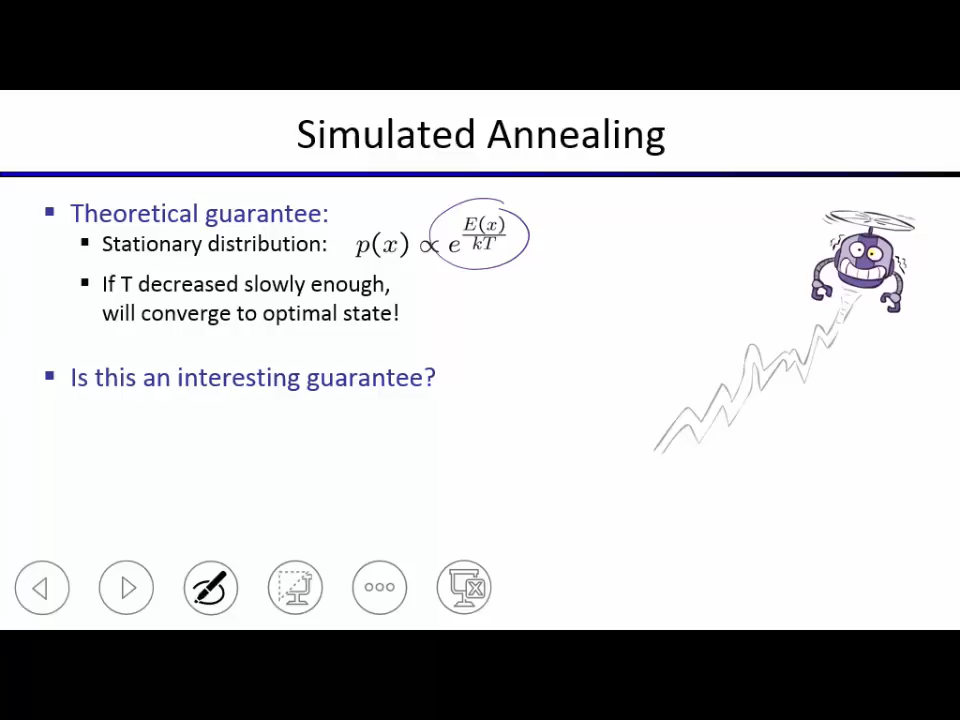 Simulated Annealing
▪ Theoretical guarantee:
▪ Stationary distribution: p(x) ∝ e^{\frac{E(x)}{kT}}
▪ If T decreased slowly enough,
will converge to optimal state!
▪ Is this an interesting guarantee?